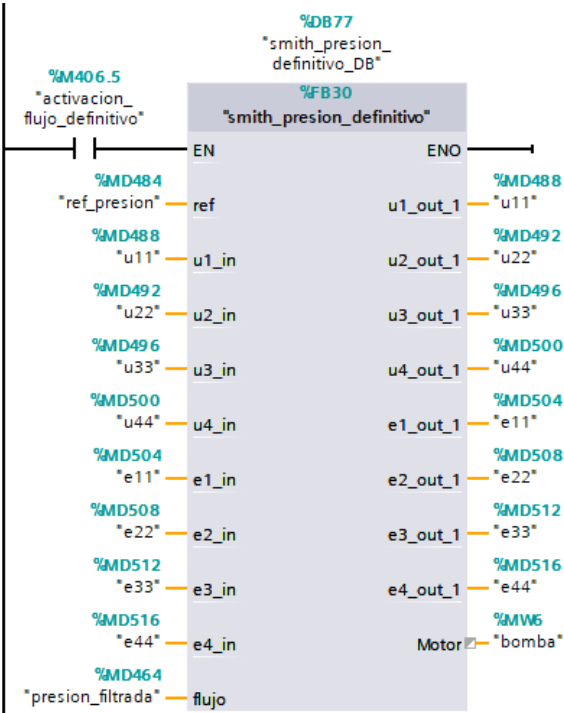 %DB77
"smith_presion_
definitivo_DB"
%M406.5
"activacion_
flujo_definitivo"
%FB30
"smith_presion_definitivo"
EN ENO
%MD484 %MD488
"ref_presion" ref u1_out_1 "u11"
%MD488 %MD492
"u11" u1_in u2_out_1 "u22"
%MD492 %MD496
"u22" u2_in u3_out_1 "u33"
%MD496 %MD500
"u33" u3_in u4_out_1 "u44"
%MD500 %MD504
"u44" u4_in e1_out_1 "e11"
%MD504 %MD508
"e11" e1_in e2_out_1 "e22"
%MD508 %MD512
"e22" e2_in e3_out_1 "e33"
%MD512 %MD516
"e33" e3_in e4_out_1 "e44"
%MD516 %MW6
"e44" e4_in Motor "bomba"
%MD464
"presion_filtrada" flujo